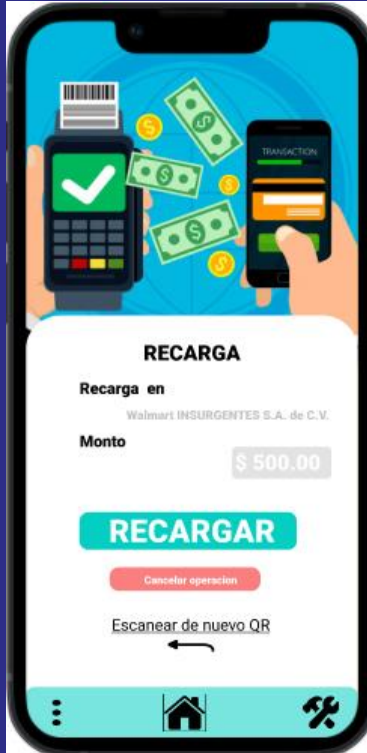 TRANSACTION
RECARGA
Recarga en
Walmart INSURGENTES S.A. de C.V.
Monto
$ 500.00
RECARGAR
Cancelar operacion
Escanear de nuevo QR